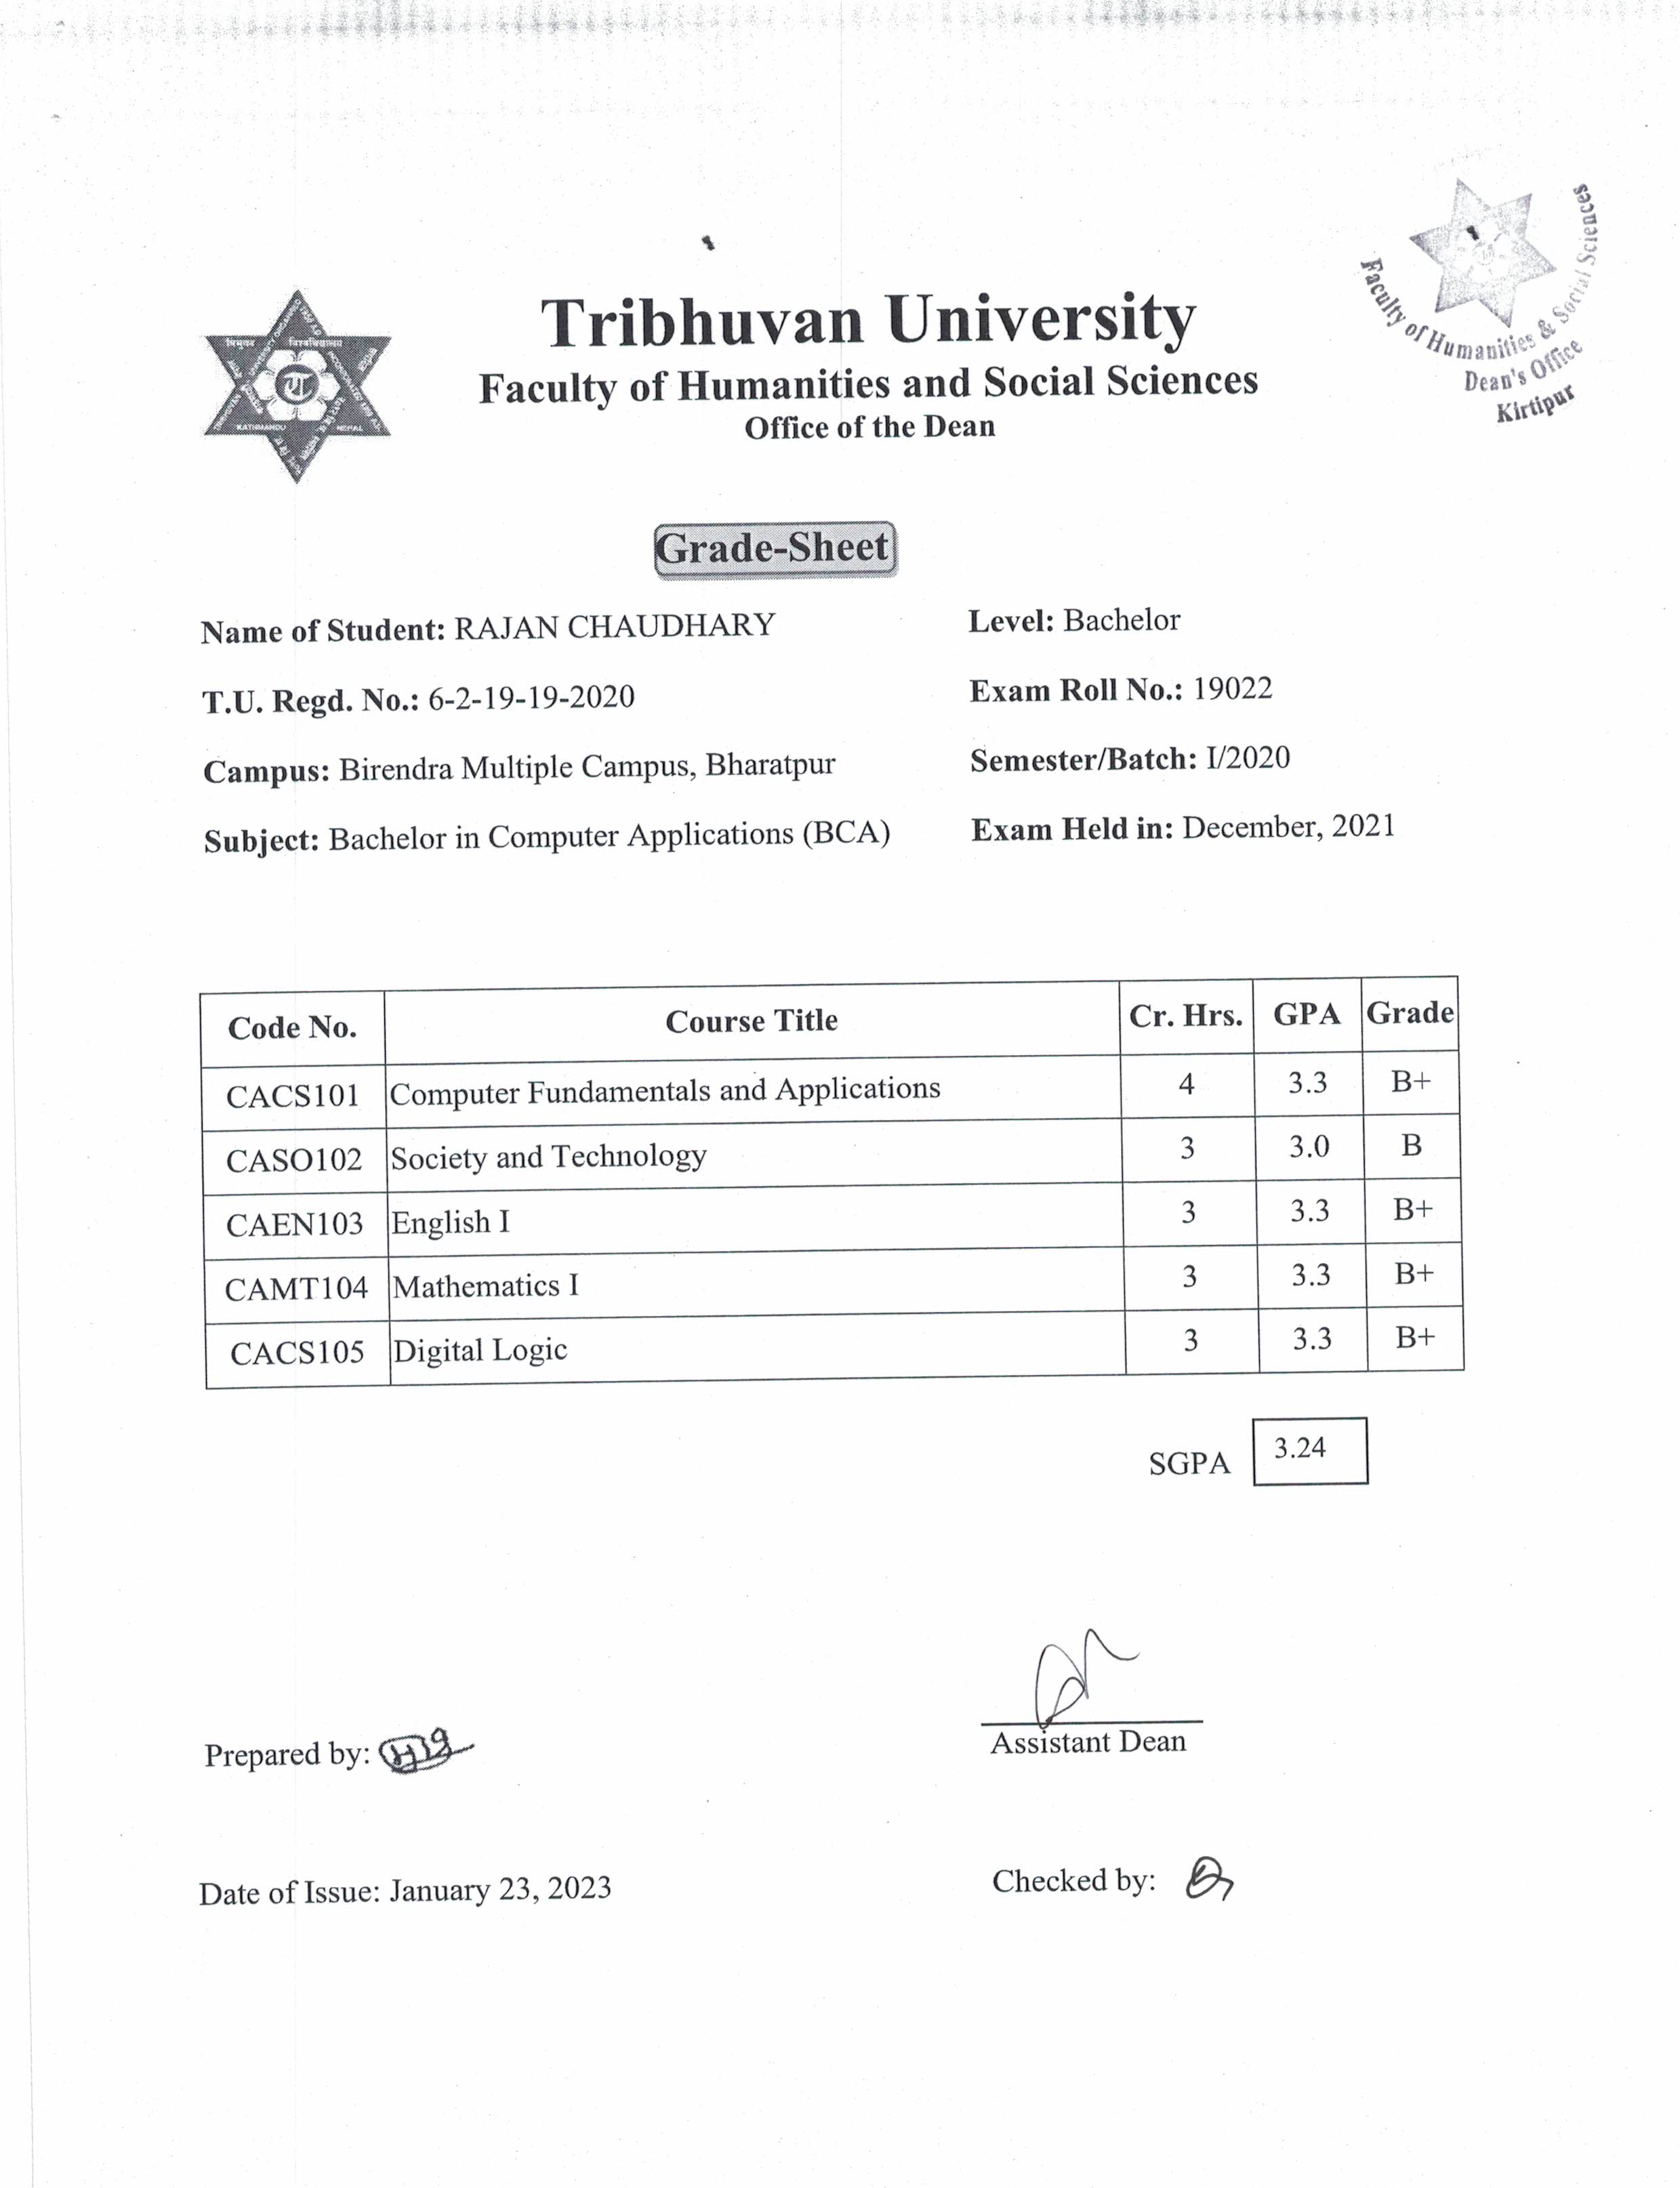 Tribhuvan University
Faculty of Humanities and Social Sciences
Office of the Dean
Faculty of Humanities & Social Sciences
Dean's Office
Kirtipur
Grade-Sheet
Name of Student: RAJAN CHAUDHARY
Level: Bachelor
T.U. Regd. No.: 6-2-19-19-2020
Exam Roll No.: 19022
Campus: Birendra Multiple Campus, Bharatpur
Semester/Batch: I/2020
Subject: Bachelor in Computer Applications (BCA)
Exam Held in: December, 2021
Code No. Course Title Cr. Hrs. GPA Grade
CACS101 Computer Fundamentals and Applications 4 3.3 B+
CASO102 Society and Technology 3 3.0 B
CAEN103 English I 3 3.3 B+
CAMT104 Mathematics I 3 3.3 B+
CACS105 Digital Logic 3 3.3 B+
SGPA 3.24
Prepared by:
Assistant Dean
Date of Issue: January 23, 2023
Checked by: